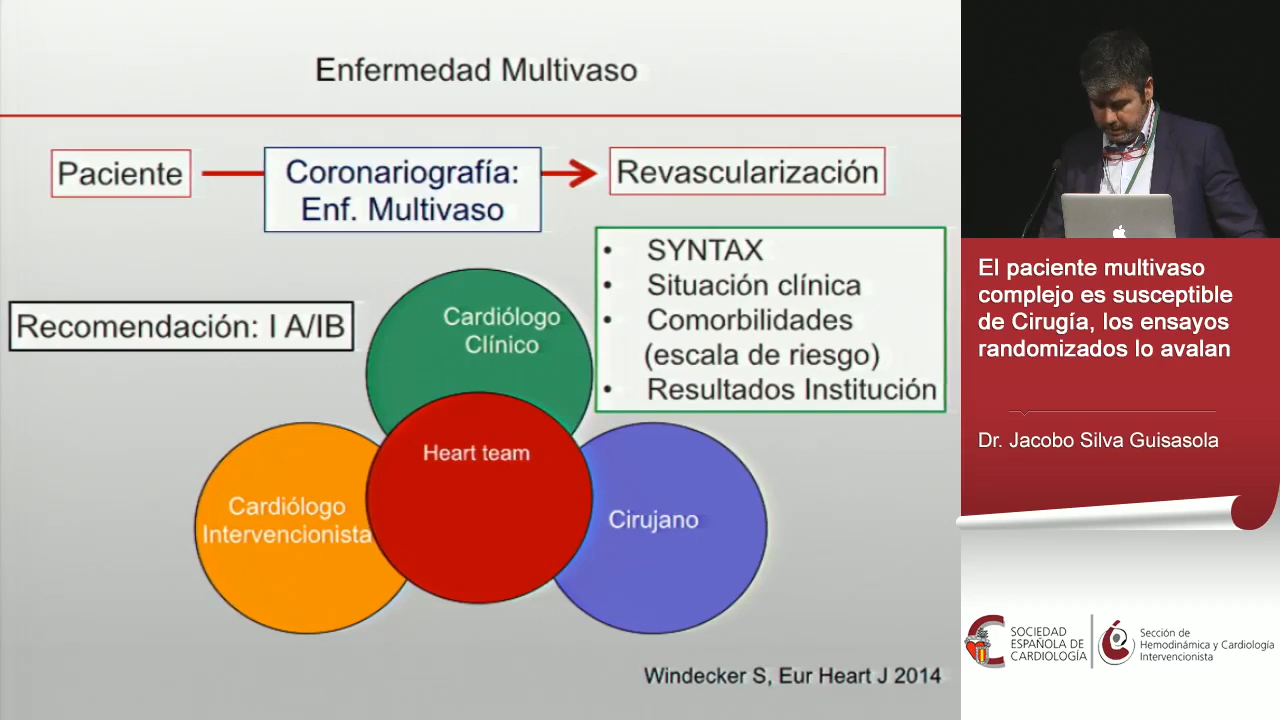 Enfermedad Multivaso
Paciente
Coronariografía:
Enf. Multivaso
Revascularización
• SYNTAX
• Situación clínica
• Comorbilidades
(escala de riesgo)
• Resultados Institución
Recomendación: I A/IB
Cardiólogo
Clínico
Heart team
Cardiólogo
Intervencionista
Cirujano
Windecker S, Eur Heart J 2014
El paciente multivaso
complejo es susceptible
de Cirugía, los ensayos
randomizados lo avalan
Dr. Jacobo Silva Guisasola
SOCIEDAD
ESPAÑOLA DE
CARDIOLOGÍA
Sección de
Hemodinámica y Cardiología
Intervencionista